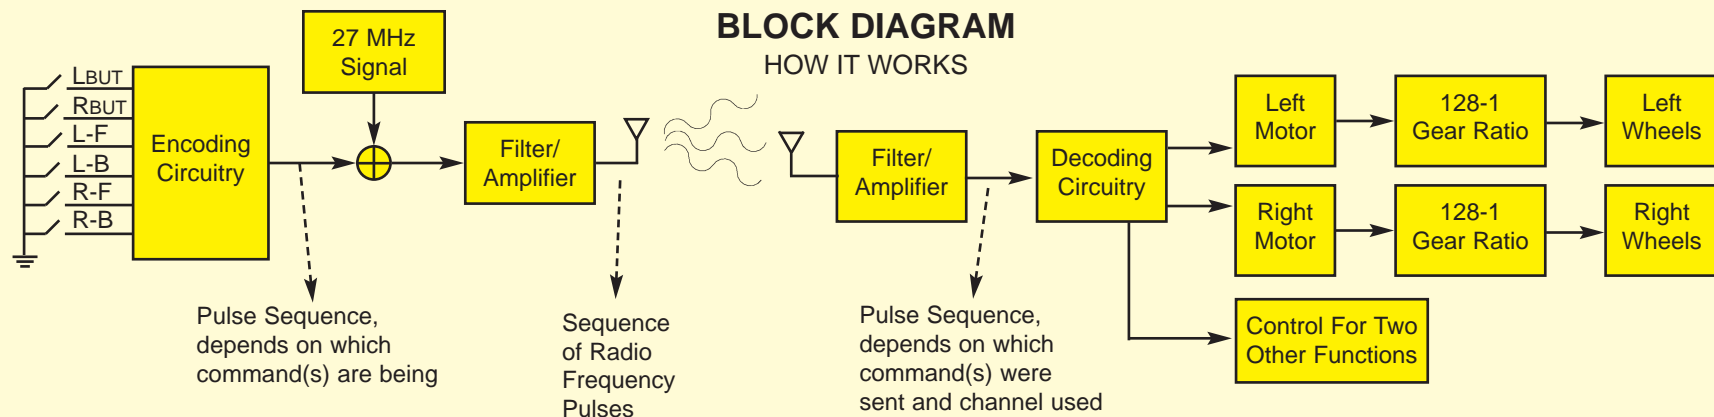 BLOCK DIAGRAM
HOW IT WORKS
27 MHz
Signal
LBUT
RBUT
L-F
L-B
R-F
R-B
Encoding
Circuitry
Filter/
Amplifier
Filter/
Amplifier
Decoding
Circuitry
Left
Motor
128-1
Gear Ratio
Left
Wheels
Right
Motor
128-1
Gear Ratio
Right
Wheels
Control For Two
Other Functions
Pulse Sequence,
depends on which
command(s) are being
Sequence
of Radio
Frequency
Pulses
Pulse Sequence,
depends on which
command(s) were
sent and channel used